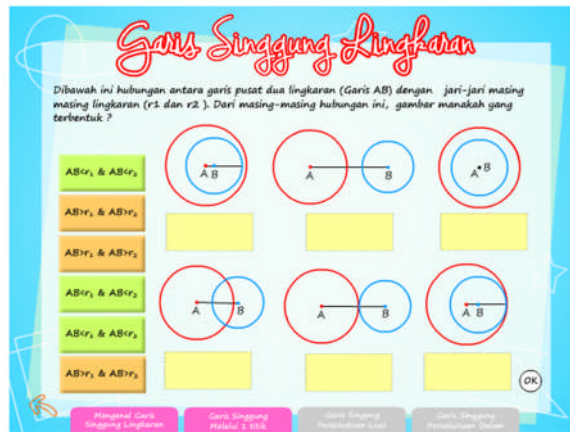 Garis Singgung Lingkaran
Dibawah ini hubungan antara garis pusat dua lingkaran (Garis AB) dengan jari-jari masing
masing lingkaran (r1 dan r2 ). Dari masing-masing hubungan ini, gambar manakah yang
terbentuk ?
AB<r₁ & AB<r₂
AB>r₁ & AB>r₂
AB>r₁ & AB>r₂
AB<r₁ & AB<r₂
AB<r₁ & AB<r₂
AB>r₁ & AB>r₂
A B
A B
A B
A B
A B
A B
OK
Mengenal Garis
Singgung Lingkaran
Garis Singgung
Melalui 1 titik
Garis Singgung
Persekutuan Luar
Garis Singgung
Persekutuan Dalam